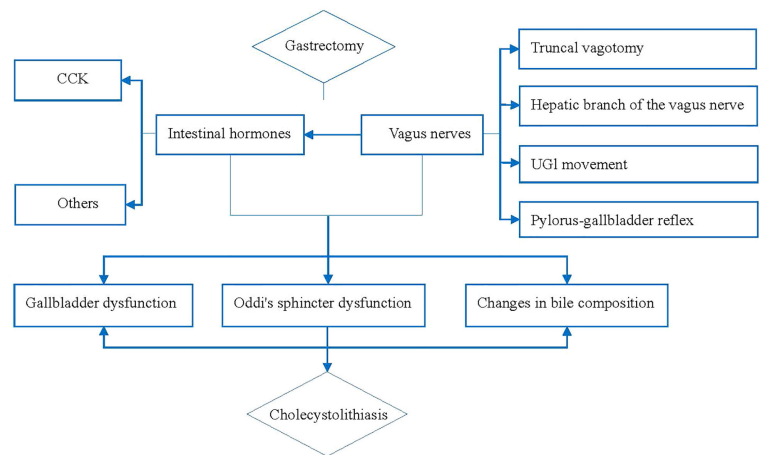 Gastrectomy
Truncal vagotomy
CCK
Hepatic branch of the vagus nerve
Intestinal hormones
Vagus nerves
UGl movement
Others
Pylorus-gallbladder reflex
Gallbladder dysfunction
Oddi's sphincter dysfunction
Changes in bile composition
Cholecystolithiasis